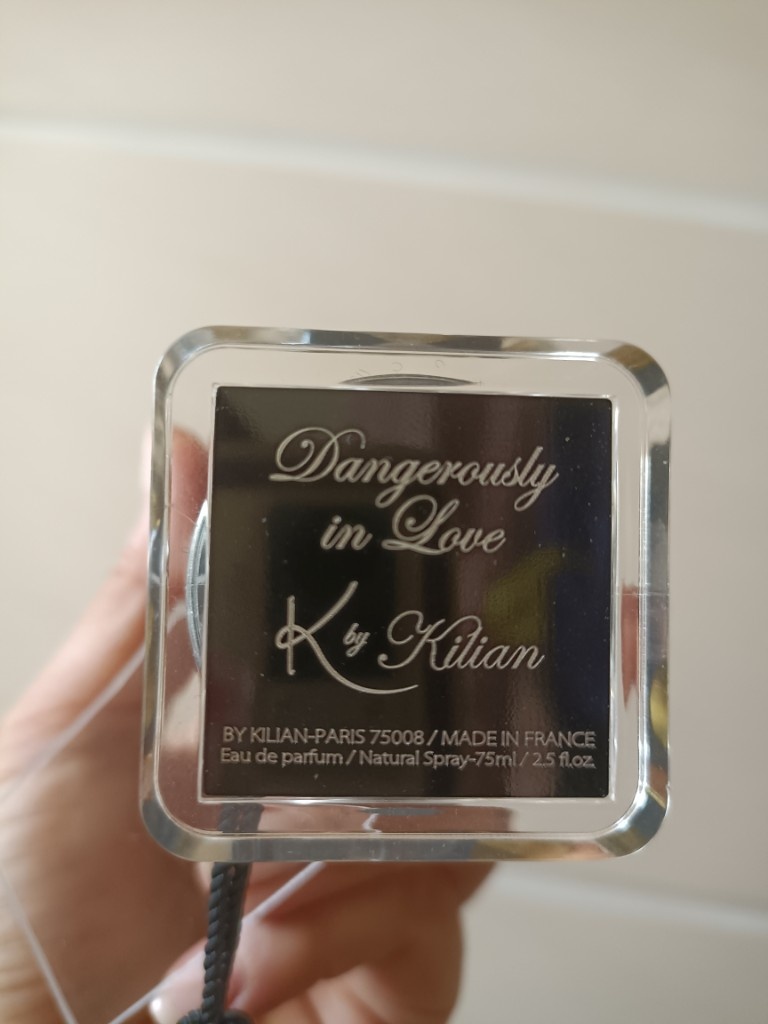 Dangerously
in Love
K by Kilian
BY KILIAN-PARIS 75008 / MADE IN FRANCE
Eau de parfum / Natural Spray-75ml / 2.5 fl.oz.